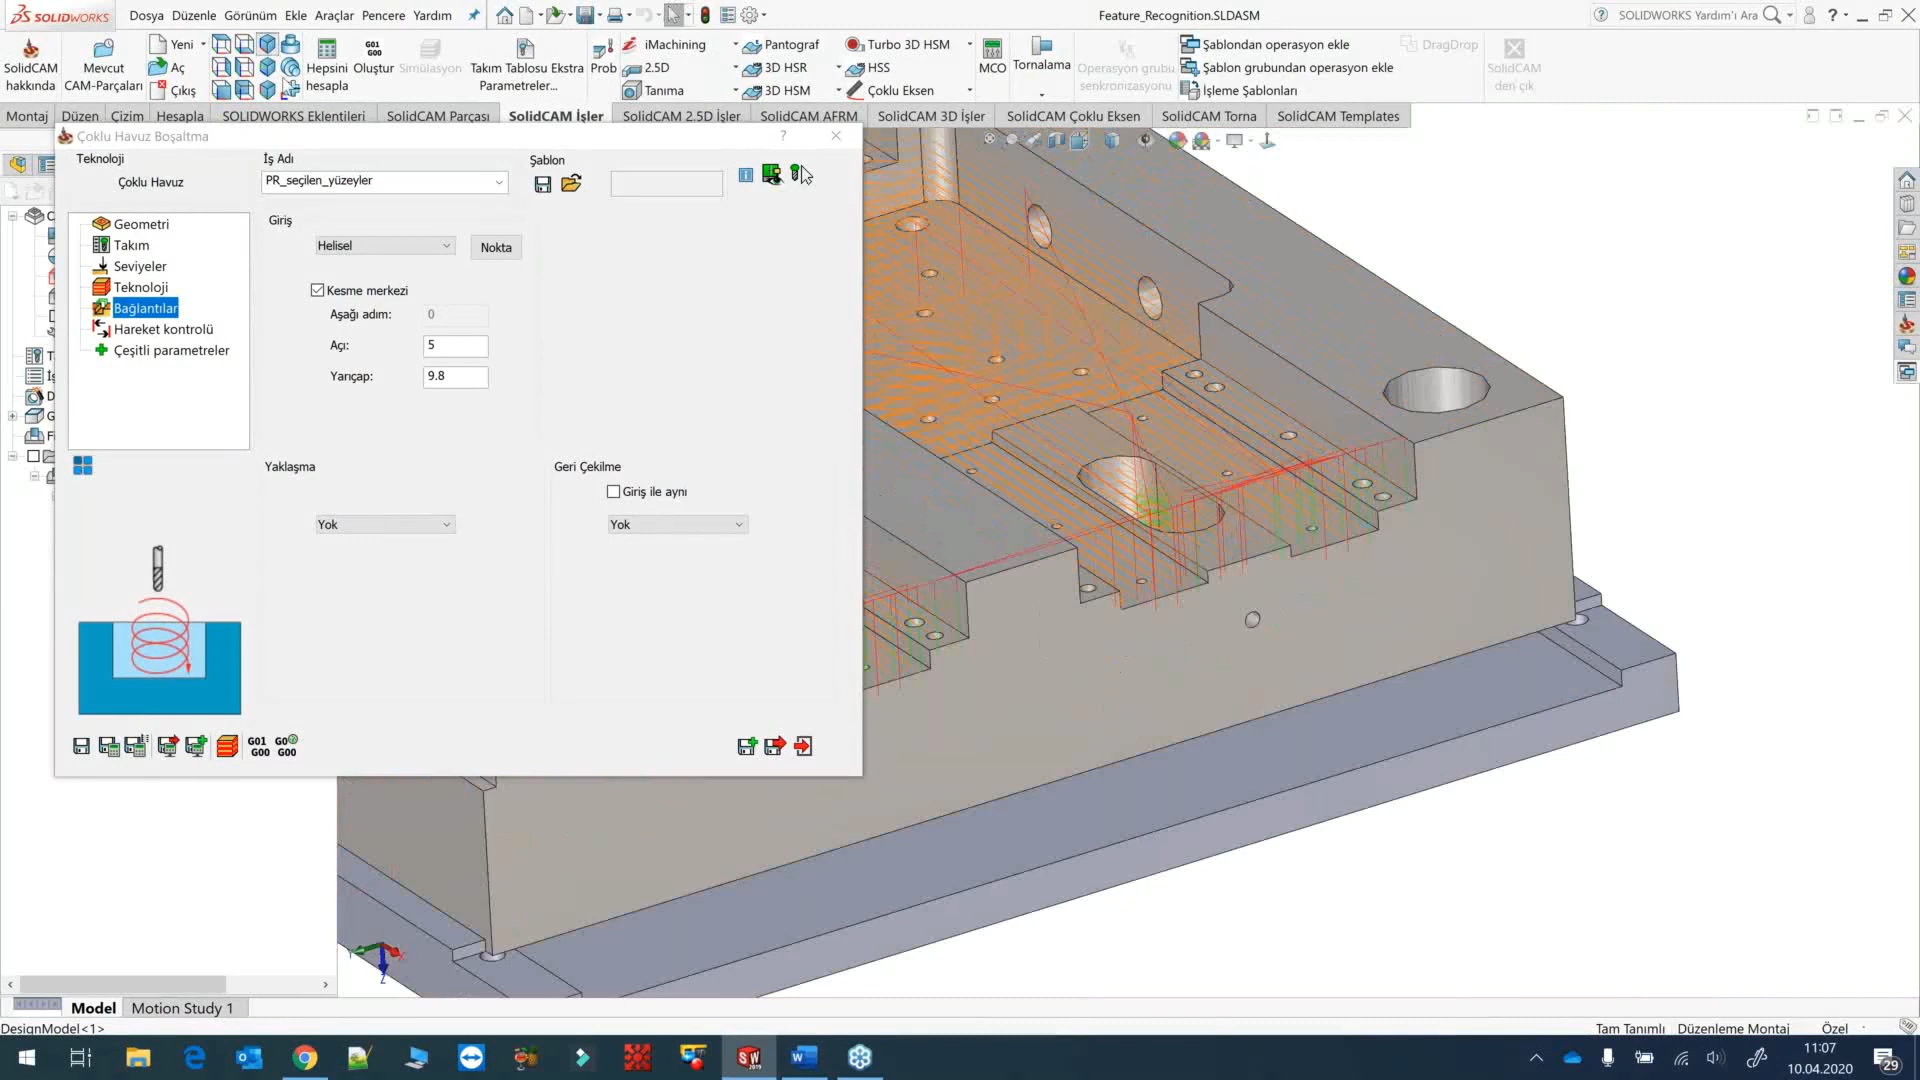 SOLIDWORKS
Dosya Düzenle Görünüm Ekle Araçlar Pencere Yardım
Feature_Recognition.SLDASM
SOLIDWORKS Yardım'ı Ara
SolidCAM hakkında
Mevcut CAM-Parçaları
Yeni
Aç
Çıkış
Hepsini hesapla
G01 G00
Oluştur
Simülasyon
Takım Tablosu Ekstra Parametreler...
Prob
iMachining
2.5D
Tanıma
Pantograf
3D HSR
3D HSM
Turbo 3D HSM
HSS
Çoklu Eksen
MCO
Tornalama
Operasyon grubu senkronizasyonu
Şablondan operasyon ekle
Şablon grubundan operasyon ekle
İşleme Şablonları
DragDrop
SolidCAM den çık
Montaj Düzen Çizim Hesapla SOLIDWORKS Eklentileri SolidCAM Parçası SolidCAM İşler SolidCAM 2.5D İşler SolidCAM AFRM SolidCAM 3D İşler SolidCAM Çoklu Eksen SolidCAM Torna SolidCAM Templates
Çoklu Havuz Boşaltma
?
Teknoloji
Çoklu Havuz
İş Adı
PR_seçilen_yüzeyler
Şablon
Geometri
Takım
Seviyeler
Teknoloji
Bağlantılar
Hareket kontrolü
Çeşitli parametreler
Giriş
Helisel
Nokta
Kesme merkezi
Aşağı adım: 0
Açı: 5
Yarıçap: 9.8
Yaklaşma
Yok
Geri Çekilme
Giriş ile aynı
Yok
G01 G00
G0 G00
Z
Model Motion Study 1
DesignModel<1>
Tam Tanımlı Düzenleme Montaj Özel
SW 2019
11:07
10.04.2020
29